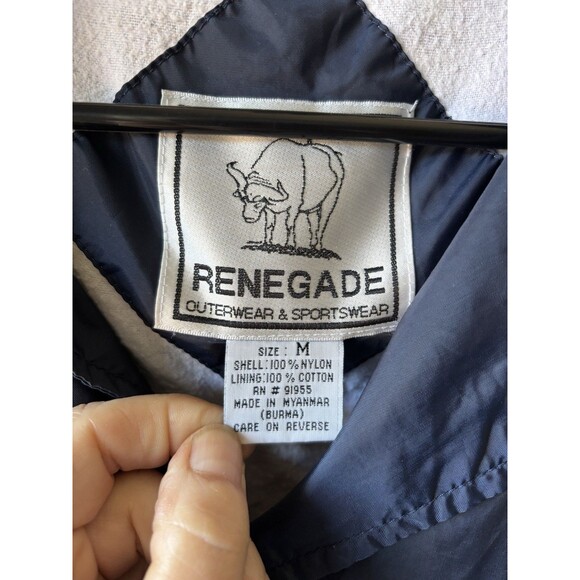 RENEGADE
OUTERWEAR & SPORTSWEAR
SIZE : M
SHELL:100% NYLON
LINING:100% COTTON
RN # 91955
MADE IN MYANMAR
(BURMA)
CARE ON REVERSE